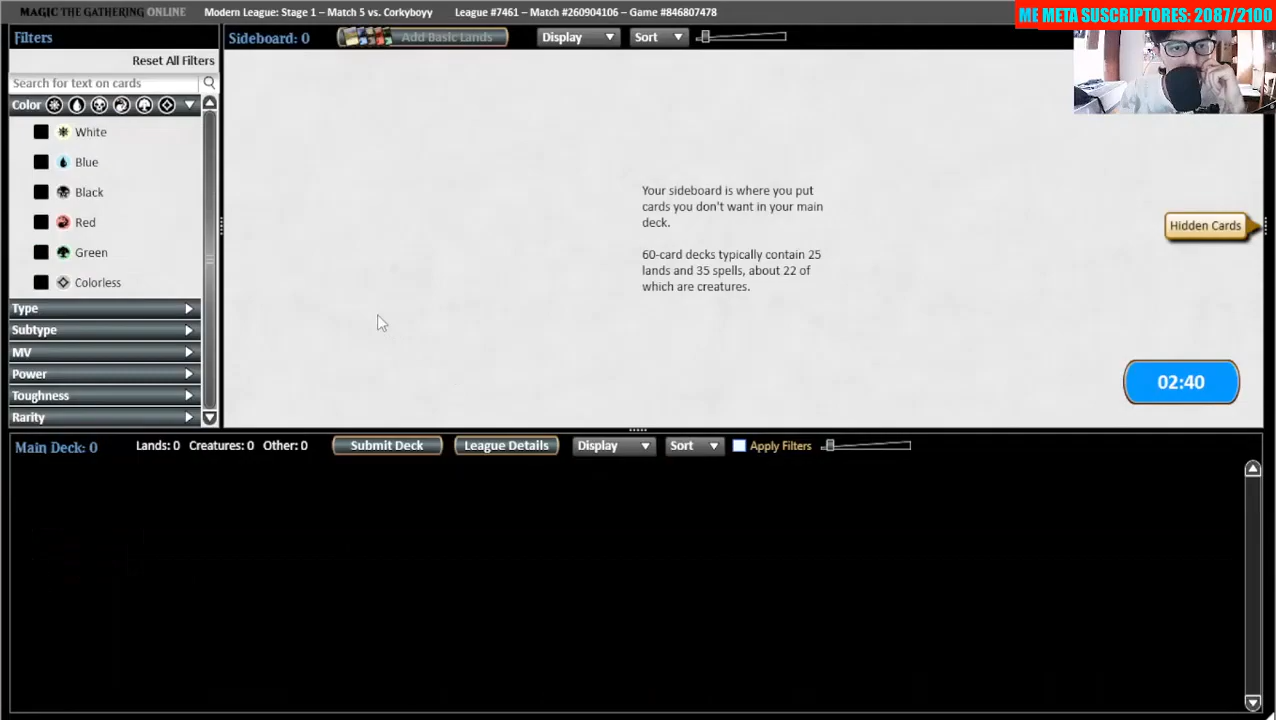 MAGIC THE GATHERING ONLINE Modern League: Stage 1 – Match 5 vs. Corkyboyy League #7461 – Match #260904106 – Game #846807478
ME META SUSCRIPTORES: 2087/2100
Filters
Sideboard: 0 Add Basic Lands Display Sort
Reset All Filters
Search for text on cards
Color
White
Blue
Black
Red
Green
Colorless
Type
Subtype
MV
Power
Toughness
Rarity
Your sideboard is where you put
cards you don't want in your main
deck.
60-card decks typically contain 25
lands and 35 spells, about 22 of
which are creatures.
Hidden Cards
02:40
Main Deck: 0 Lands: 0 Creatures: 0 Other: 0 Submit Deck League Details Display Sort Apply Filters